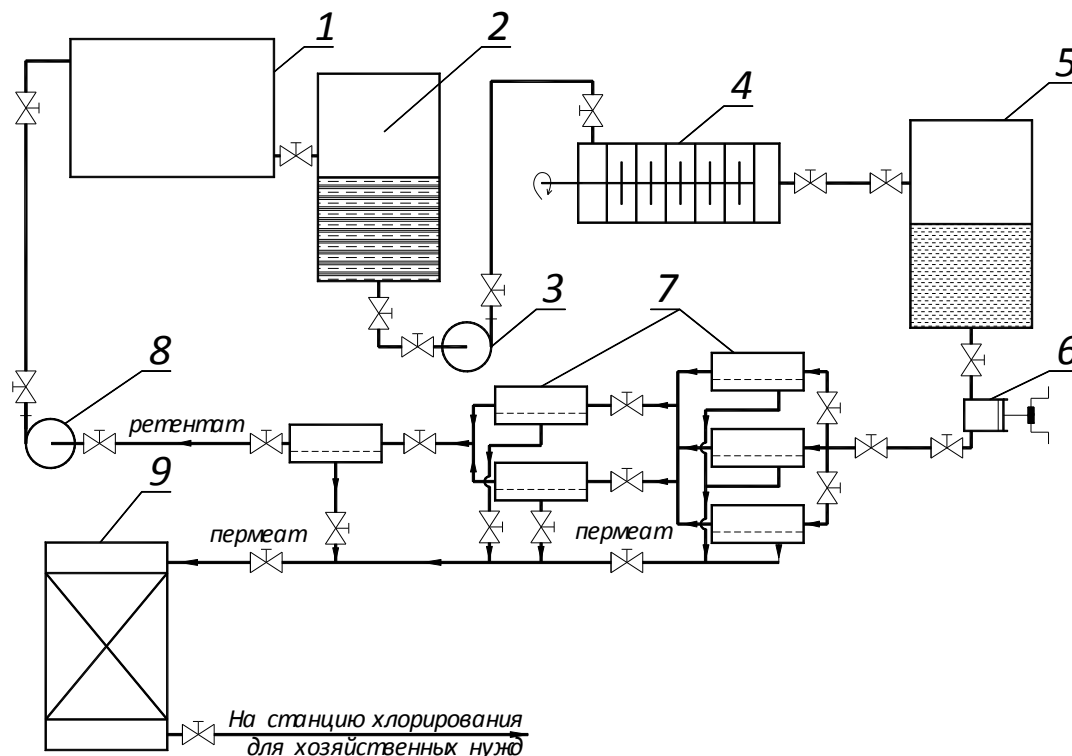 1
2
3
4
5
6
7
8
9
ретентат
пермеат
пермеат
На станцию хлорирования
для хозяйственных нужд